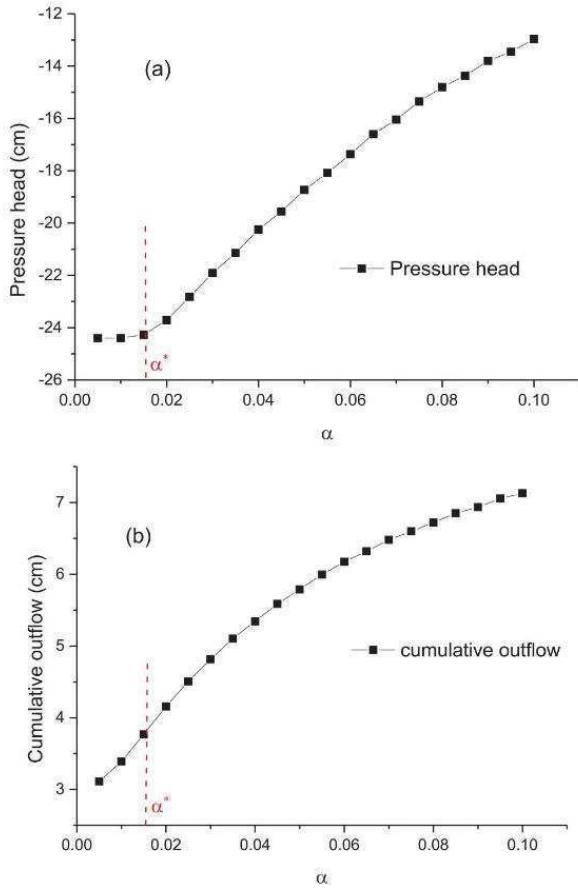 -12
(a)
-14
-16
-18
-20
-22
-24
-26
Pressure head (cm)
Pressure head
α*
0.00 0.02 0.04 0.06 0.08 0.10
α
7
(b)
6
5
4
3
Cumulative outflow (cm)
cumulative outflow
α*
0.00 0.02 0.04 0.06 0.08 0.10
α